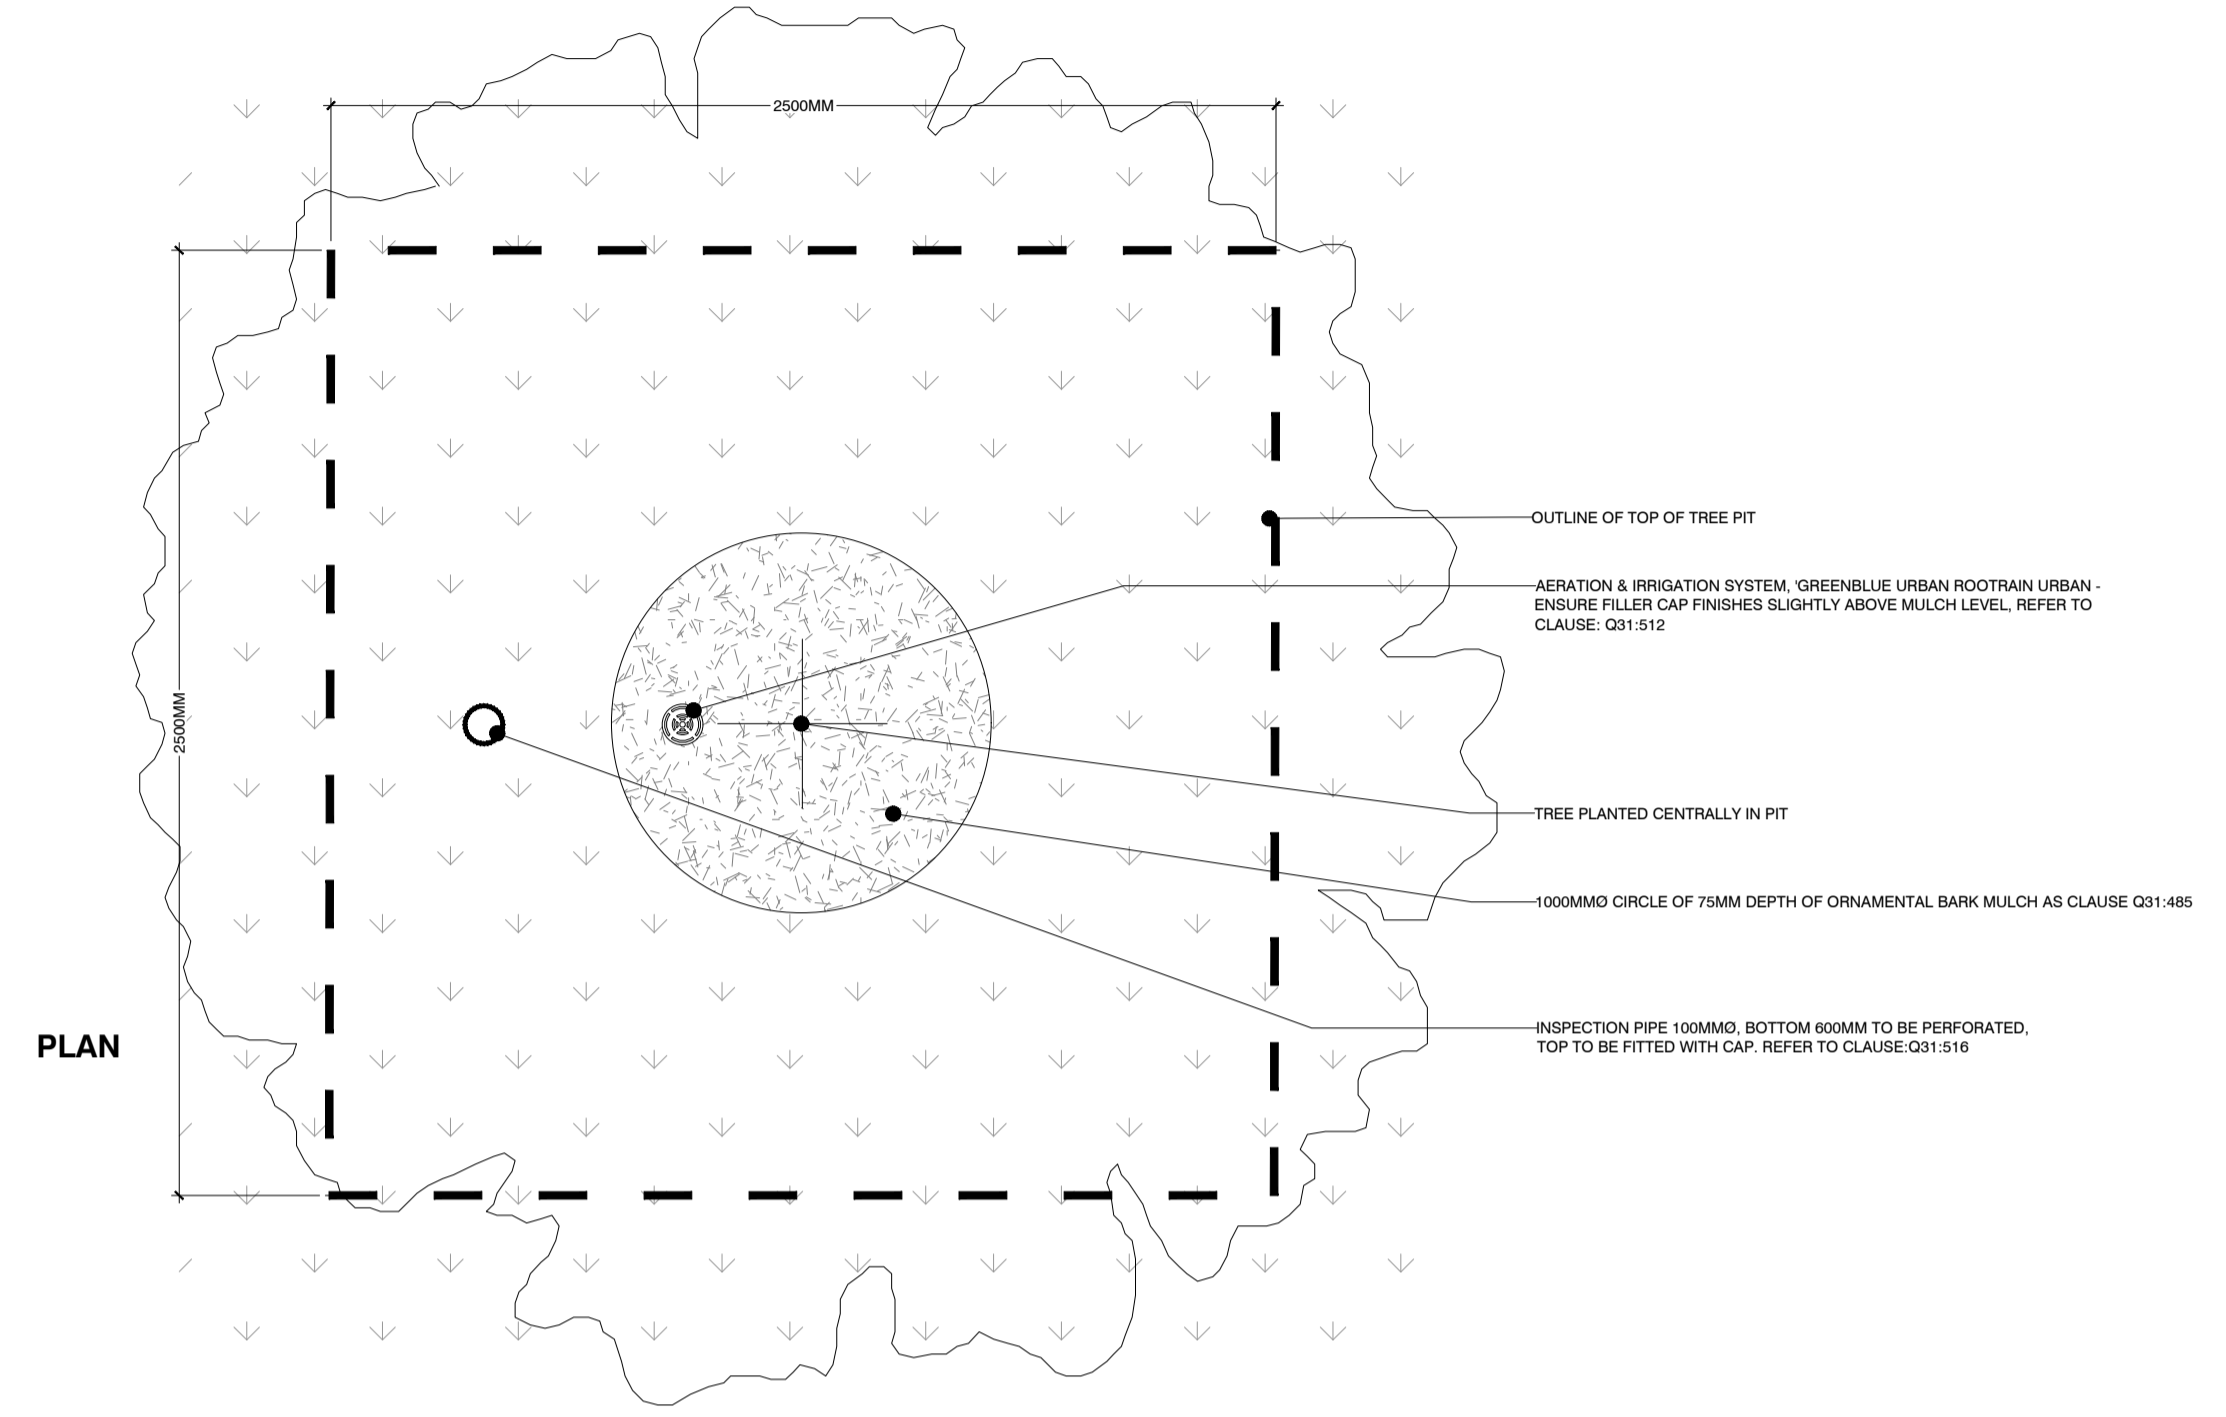 2500MM
OUTLINE OF TOP OF TREE PIT
AERATION & IRRIGATION SYSTEM, 'GREENBLUE URBAN ROOTRAIN URBAN -
ENSURE FILLER CAP FINISHES SLIGHTLY ABOVE MULCH LEVEL, REFER TO
CLAUSE: Q31:512
2500MM
TREE PLANTED CENTRALLY IN PIT
1000MMØ CIRCLE OF 75MM DEPTH OF ORNAMENTAL BARK MULCH AS CLAUSE Q31:485
INSPECTION PIPE 100MMØ, BOTTOM 600MM TO BE PERFORATED,
TOP TO BE FITTED WITH CAP. REFER TO CLAUSE:Q31:516
PLAN